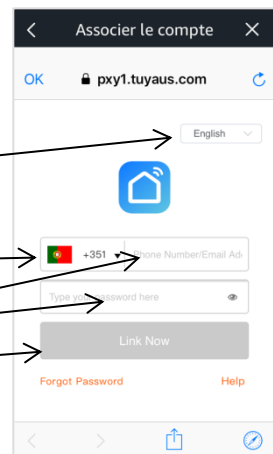 Associer le compte
OK pxy1.tuyaus.com
English
+351 Phone Number/Email Add
Type your password here
Link Now
Forgot Password Help